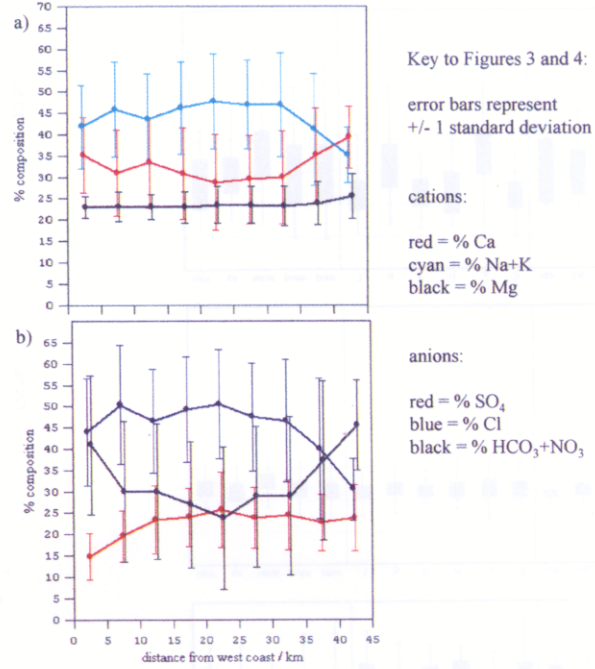 a)
70
65
60
55
50
45
40
35
30
25
20
15
10
5
0
% composition
Key to Figures 3 and 4:
error bars represent
+/- 1 standard deviation
cations:
red = % Ca
cyan = % Na+K
black = % Mg
b)
65
60
55
50
45
40
35
30
25
20
15
10
5
0
% composition
0 5 10 15 20 25 30 35 40 45
distance from west coast / km
anions:
red = % SO₄
blue = % Cl
black = % HCO₃+NO₃